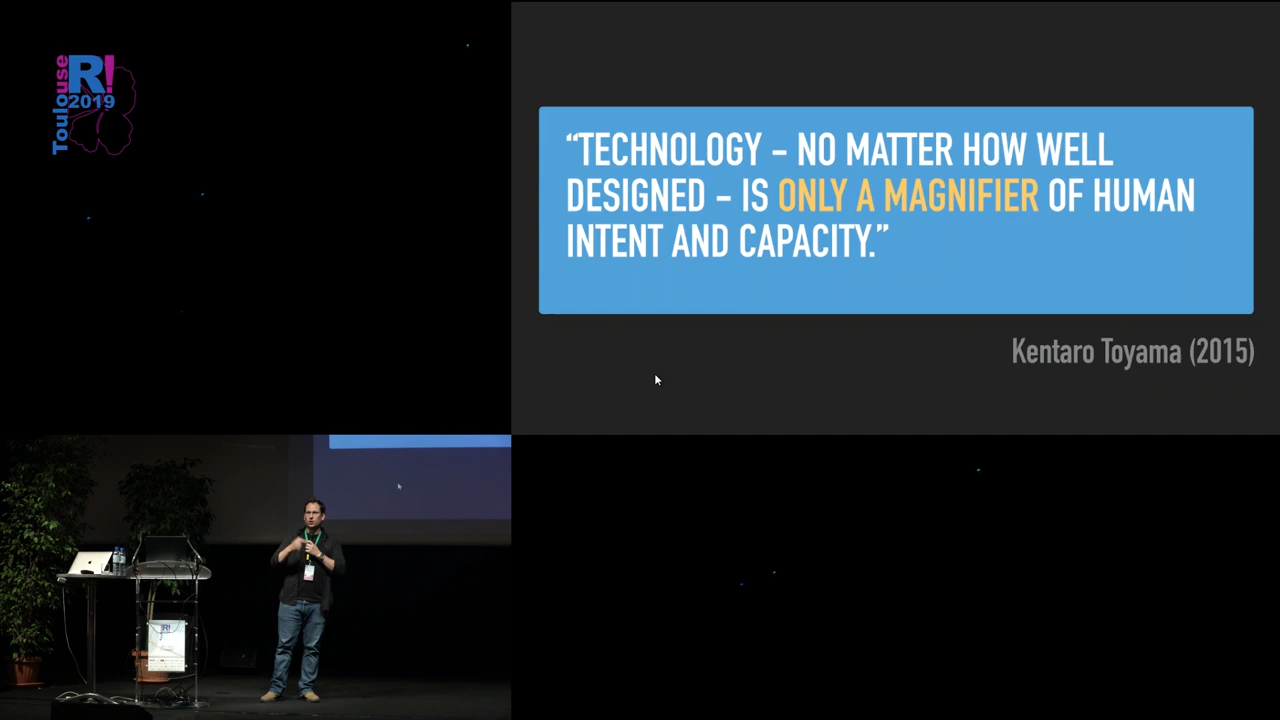 Toulouse
R!
2019
“TECHNOLOGY – NO MATTER HOW WELL
DESIGNED – IS ONLY A MAGNIFIER OF HUMAN
INTENT AND CAPACITY.”
Kentaro Toyama (2015)
R!